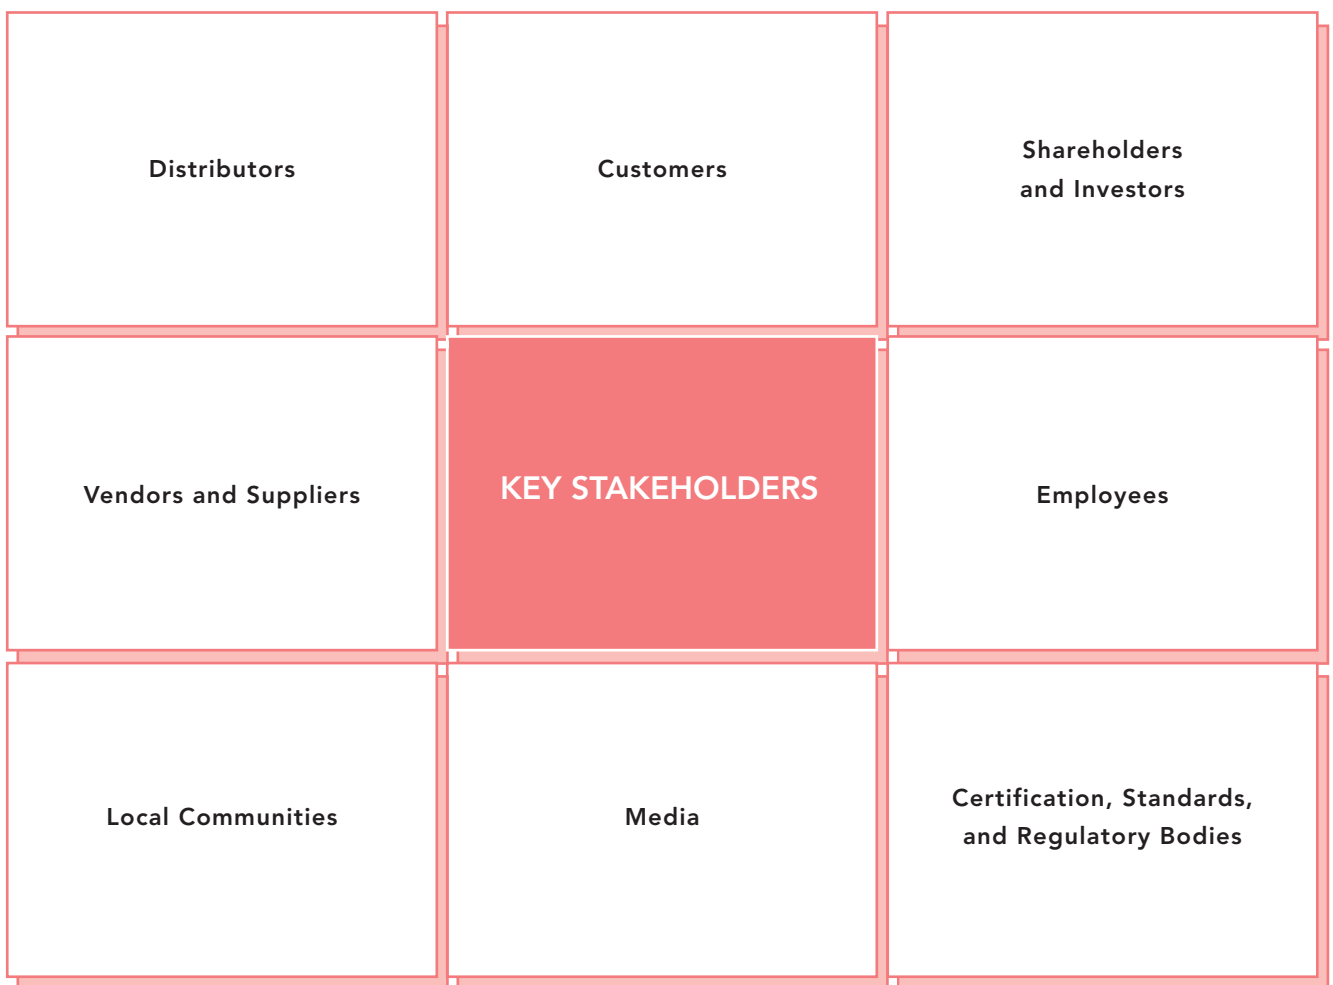 Distributors
Customers
Shareholders
and Investors
Vendors and Suppliers
KEY STAKEHOLDERS
Employees
Local Communities
Media
Certification, Standards,
and Regulatory Bodies